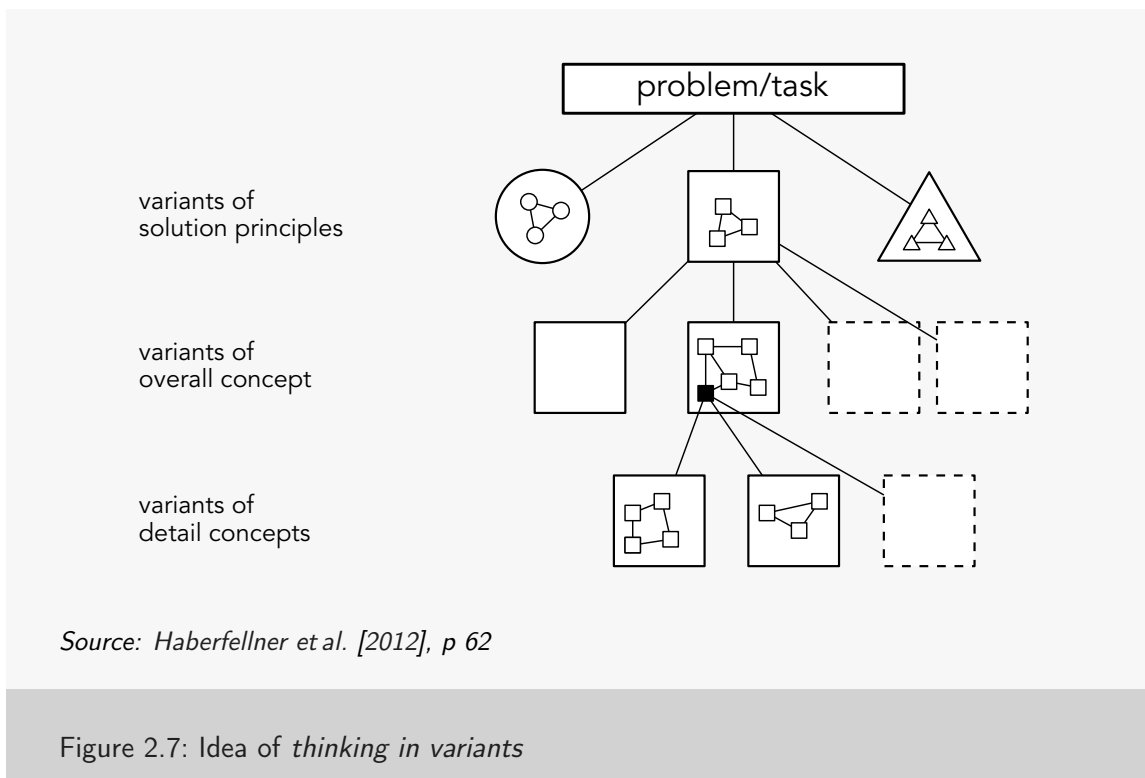 problem/task
variants of
solution principles
variants of
overall concept
variants of
detail concepts
Source: Haberfellner et al. [2012], p 62
Figure 2.7: Idea of thinking in variants